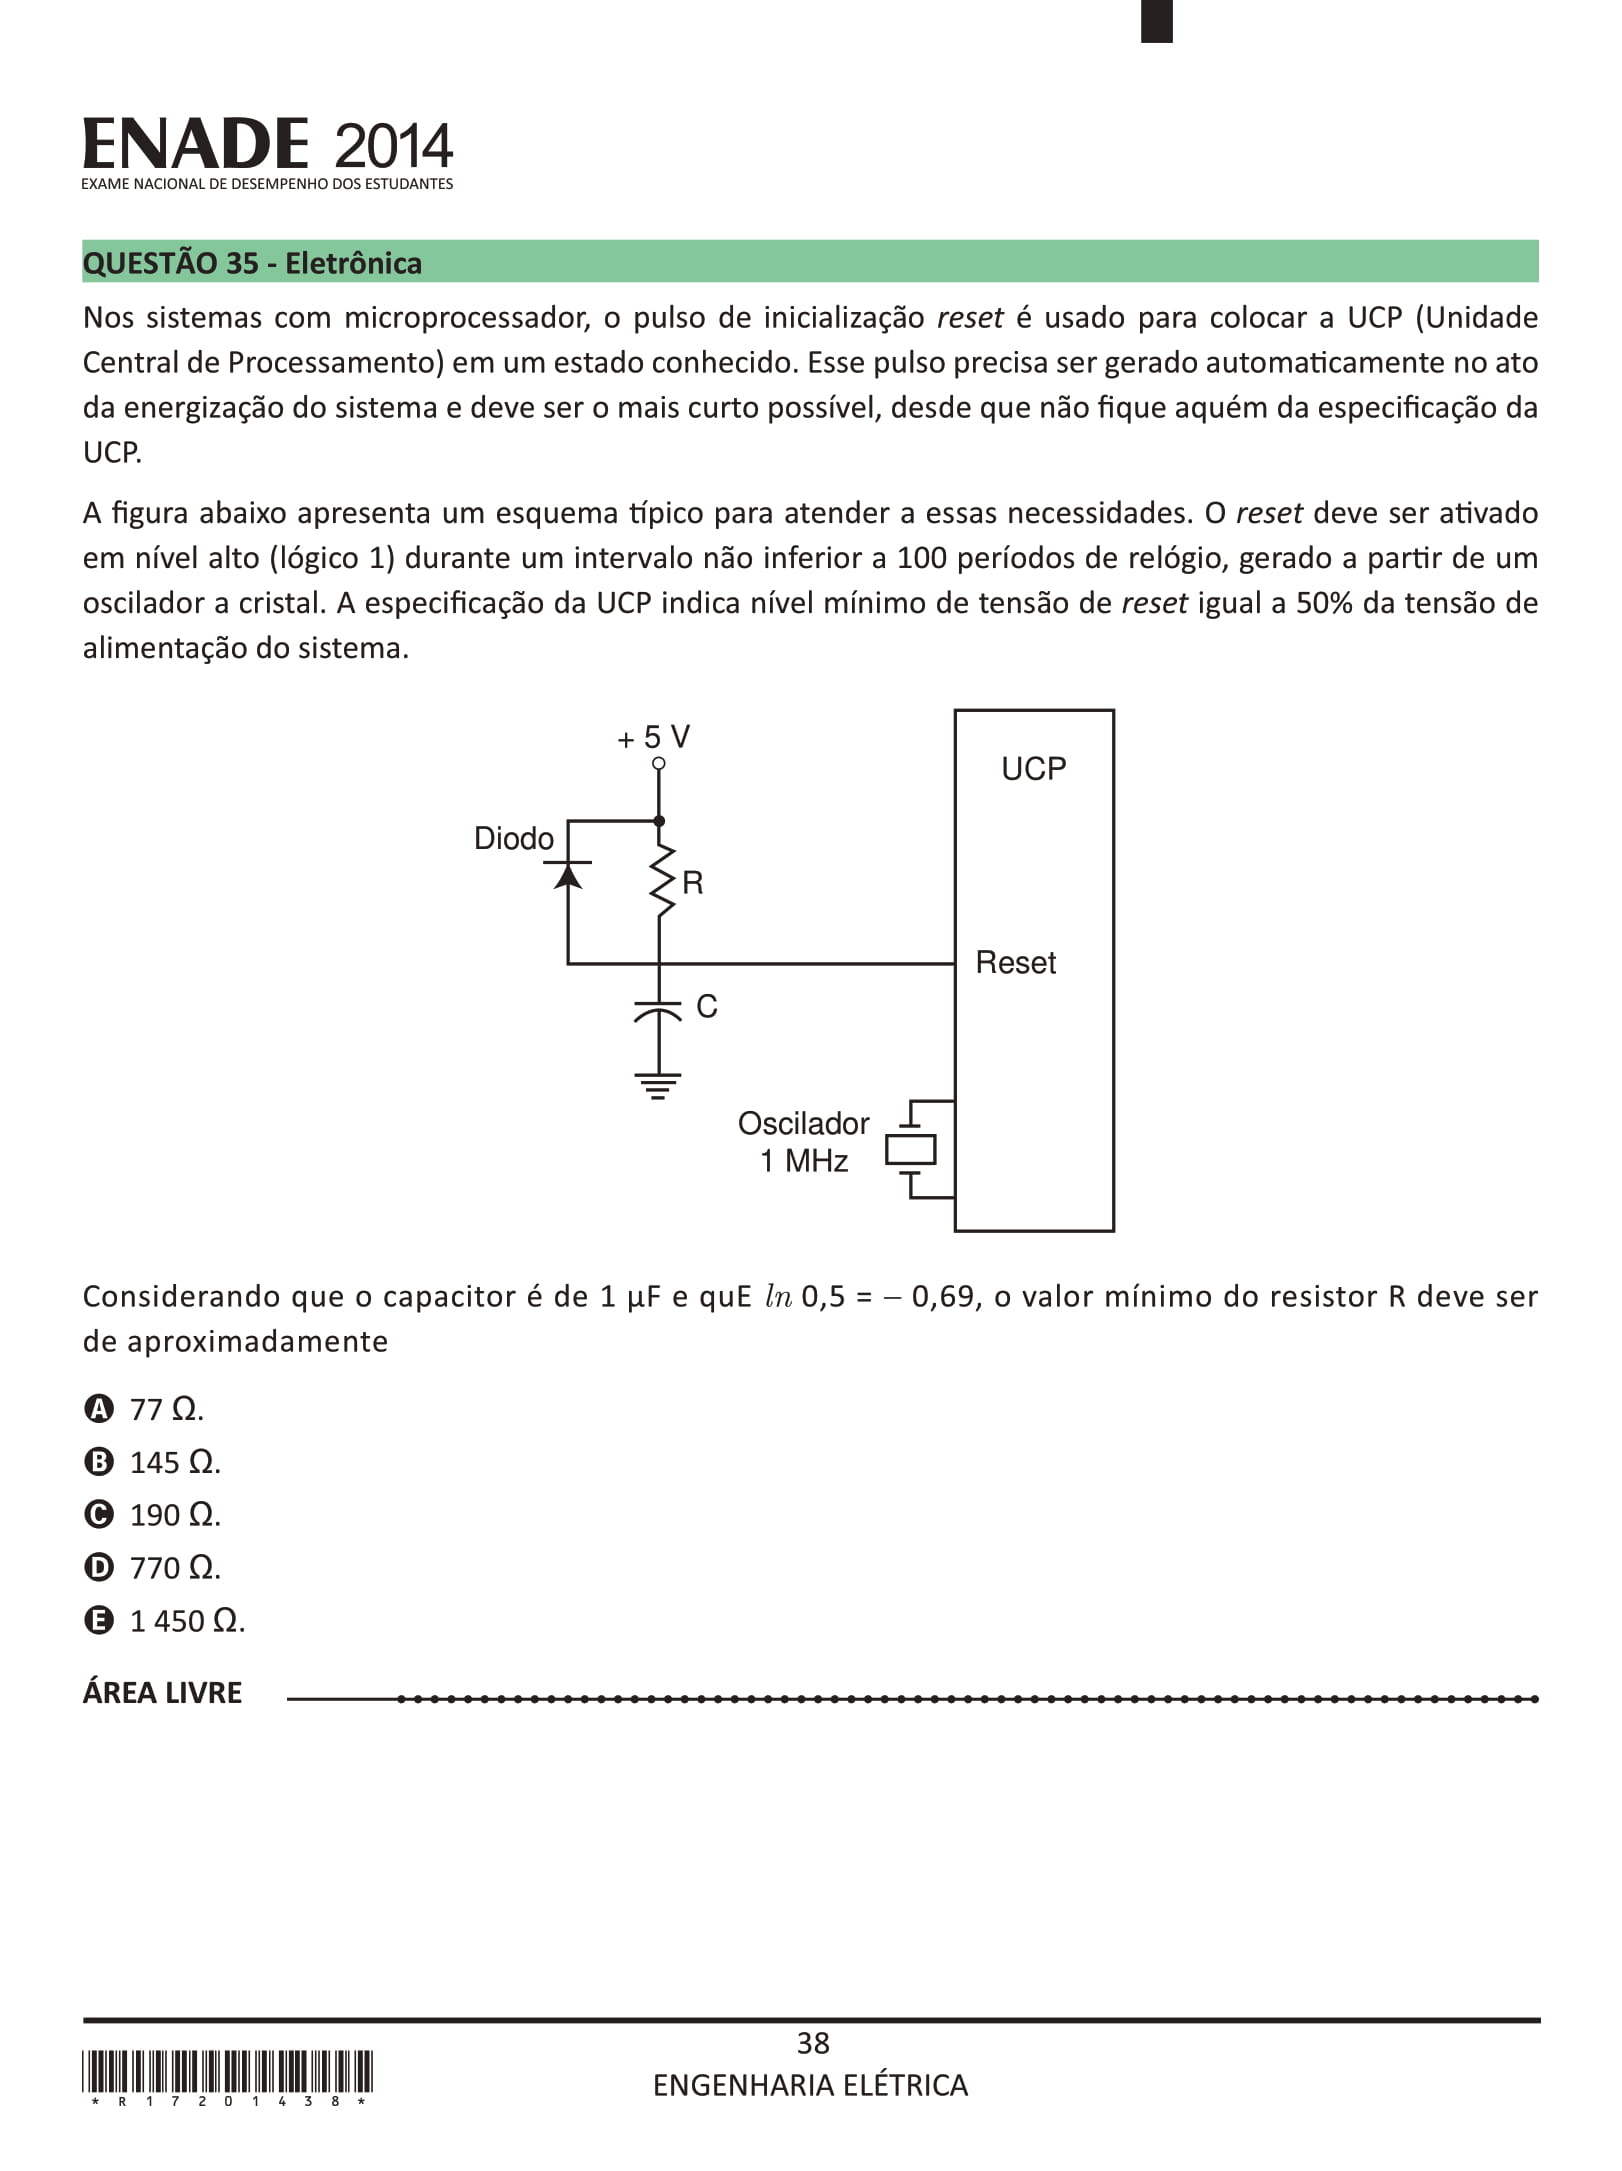 ENADE 2014
EXAME NACIONAL DE DESEMPENHO DOS ESTUDANTES
QUESTÃO 35 - Eletrônica
Nos sistemas com microprocessador, o pulso de inicialização reset é usado para colocar a UCP (Unidade
Central de Processamento) em um estado conhecido. Esse pulso precisa ser gerado automaticamente no ato
da energização do sistema e deve ser o mais curto possível, desde que não fique aquém da especificação da
UCP.
A figura abaixo apresenta um esquema típico para atender a essas necessidades. O reset deve ser ativado
em nível alto (lógico 1) durante um intervalo não inferior a 100 períodos de relógio, gerado a partir de um
oscilador a cristal. A especificação da UCP indica nível mínimo de tensão de reset igual a 50% da tensão de
alimentação do sistema.
+ 5 V
UCP
Diodo
R
Reset
C
Oscilador
1 MHz
Considerando que o capacitor é de 1 µF e quE ln 0,5 = – 0,69, o valor mínimo do resistor R deve ser
de aproximadamente
A 77 Ω.
B 145 Ω.
C 190 Ω.
D 770 Ω.
E 1 450 Ω.
ÁREA LIVRE
38
ENGENHARIA ELÉTRICA
* R 1 7 2 0 1 4 3 8 *